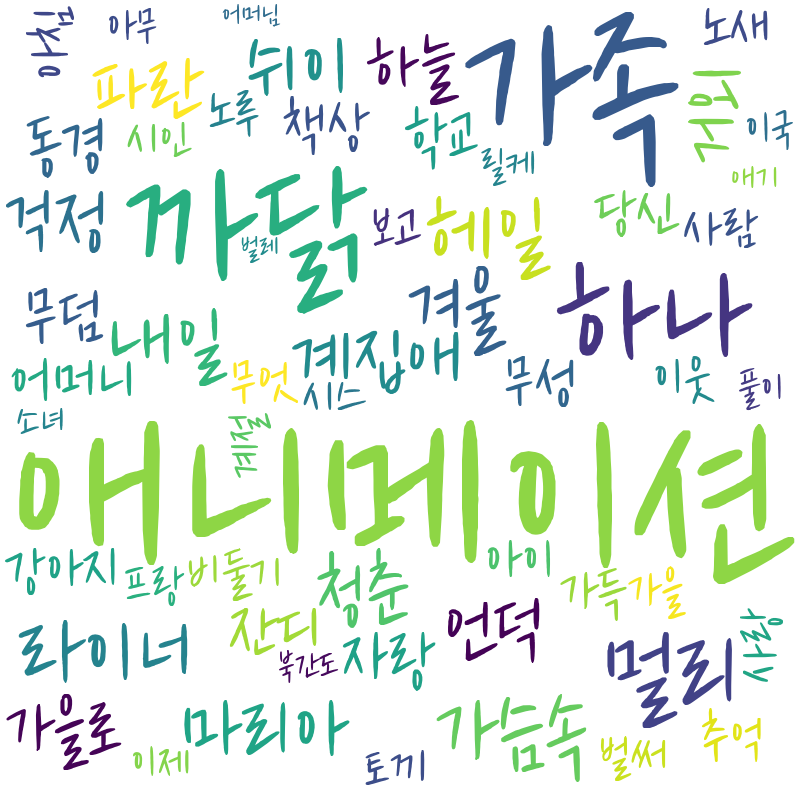 아침
아무
어머님
쉬이
하늘
가족
노새
파란
노루
책상
학교
거외
이국
동경
시인
릴케
애기
걱정
까닭
벌레
보고
헤일
당신
사람
무덤
내일
겨울
하나
어머니
무엇
계집애
시스
무성
이웃
풀이
소녀
계절
애니메이션
강아지
프랑
비둘기
청춘
아이
가득
가을
라이너
잔디
북간도
자랑
언덕
멀리
사랑
가을로
이제
마리아
토끼
가슴속
벌써
추억